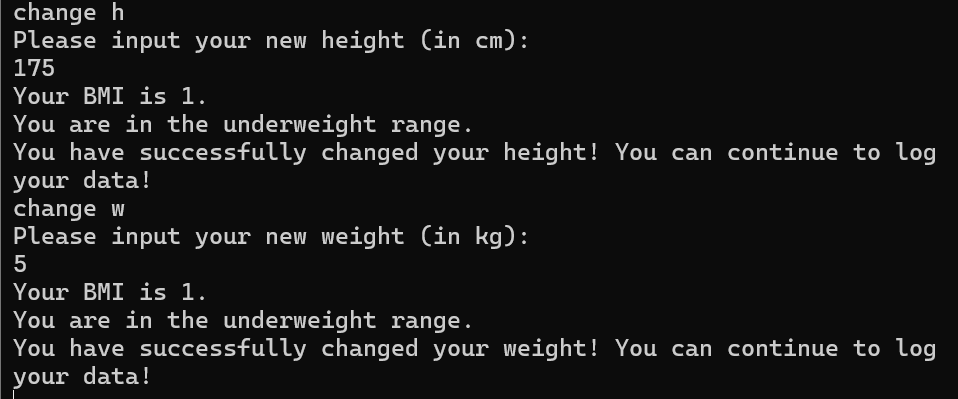 change h
Please input your new height (in cm):
175
Your BMI is 1.
You are in the underweight range.
You have successfully changed your height! You can continue to log
your data!
change w
Please input your new weight (in kg):
5
Your BMI is 1.
You are in the underweight range.
You have successfully changed your weight! You can continue to log
your data!